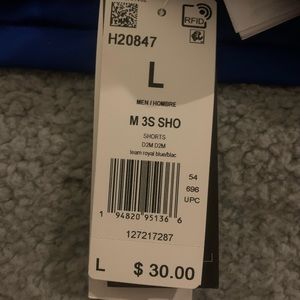 RFID
H20847
L
MEN / HOMBRE
M 3S SHO
SHORTS
D2M D2M
team royal blue/blac
54
696
UPC
1 94820 95136 6
127217287
L $ 30.00